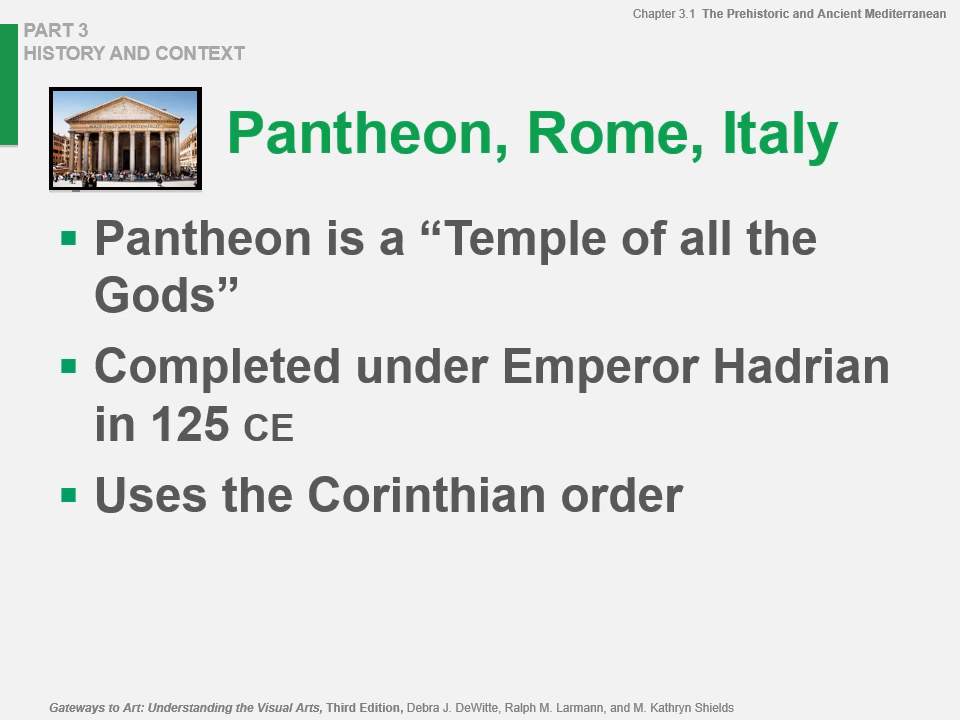 Chapter 3.1 The Prehistoric and Ancient Mediterranean
PART 3
HISTORY AND CONTEXT
Pantheon, Rome, Italy
▪ Pantheon is a “Temple of all the
Gods”
▪ Completed under Emperor Hadrian
in 125 CE
▪ Uses the Corinthian order
Gateways to Art: Understanding the Visual Arts, Third Edition, Debra J. DeWitte, Ralph M. Larmann, and M. Kathryn Shields